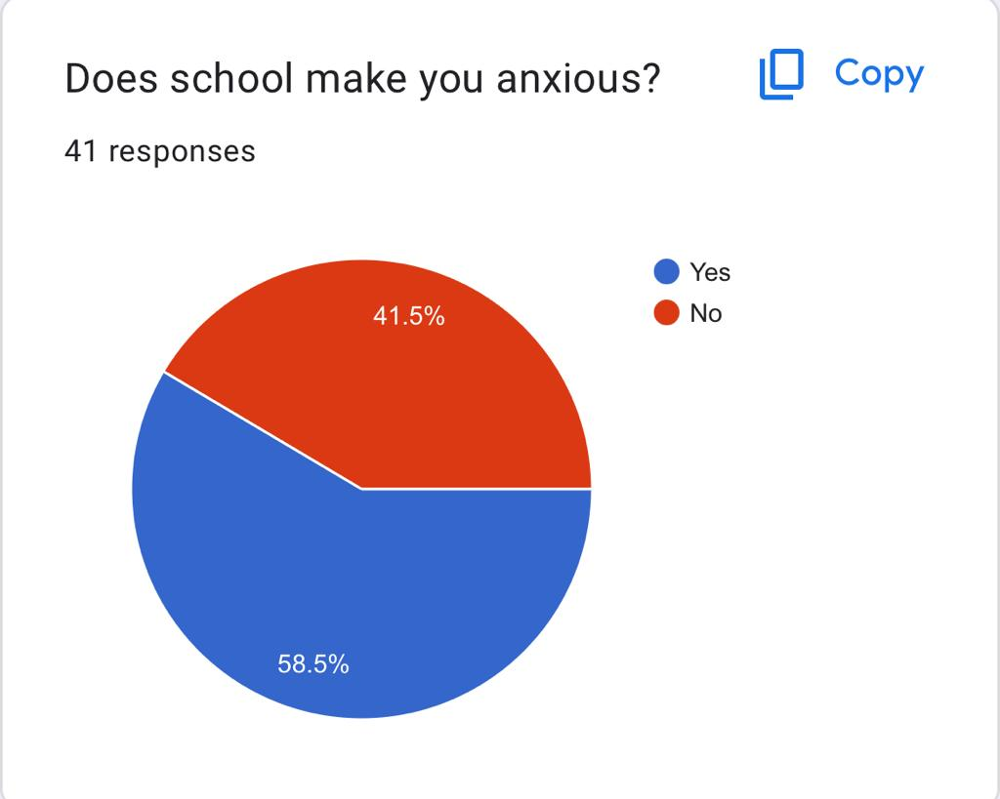 Does school make you anxious?
Copy
41 responses
Yes
No
41.5%
58.5%